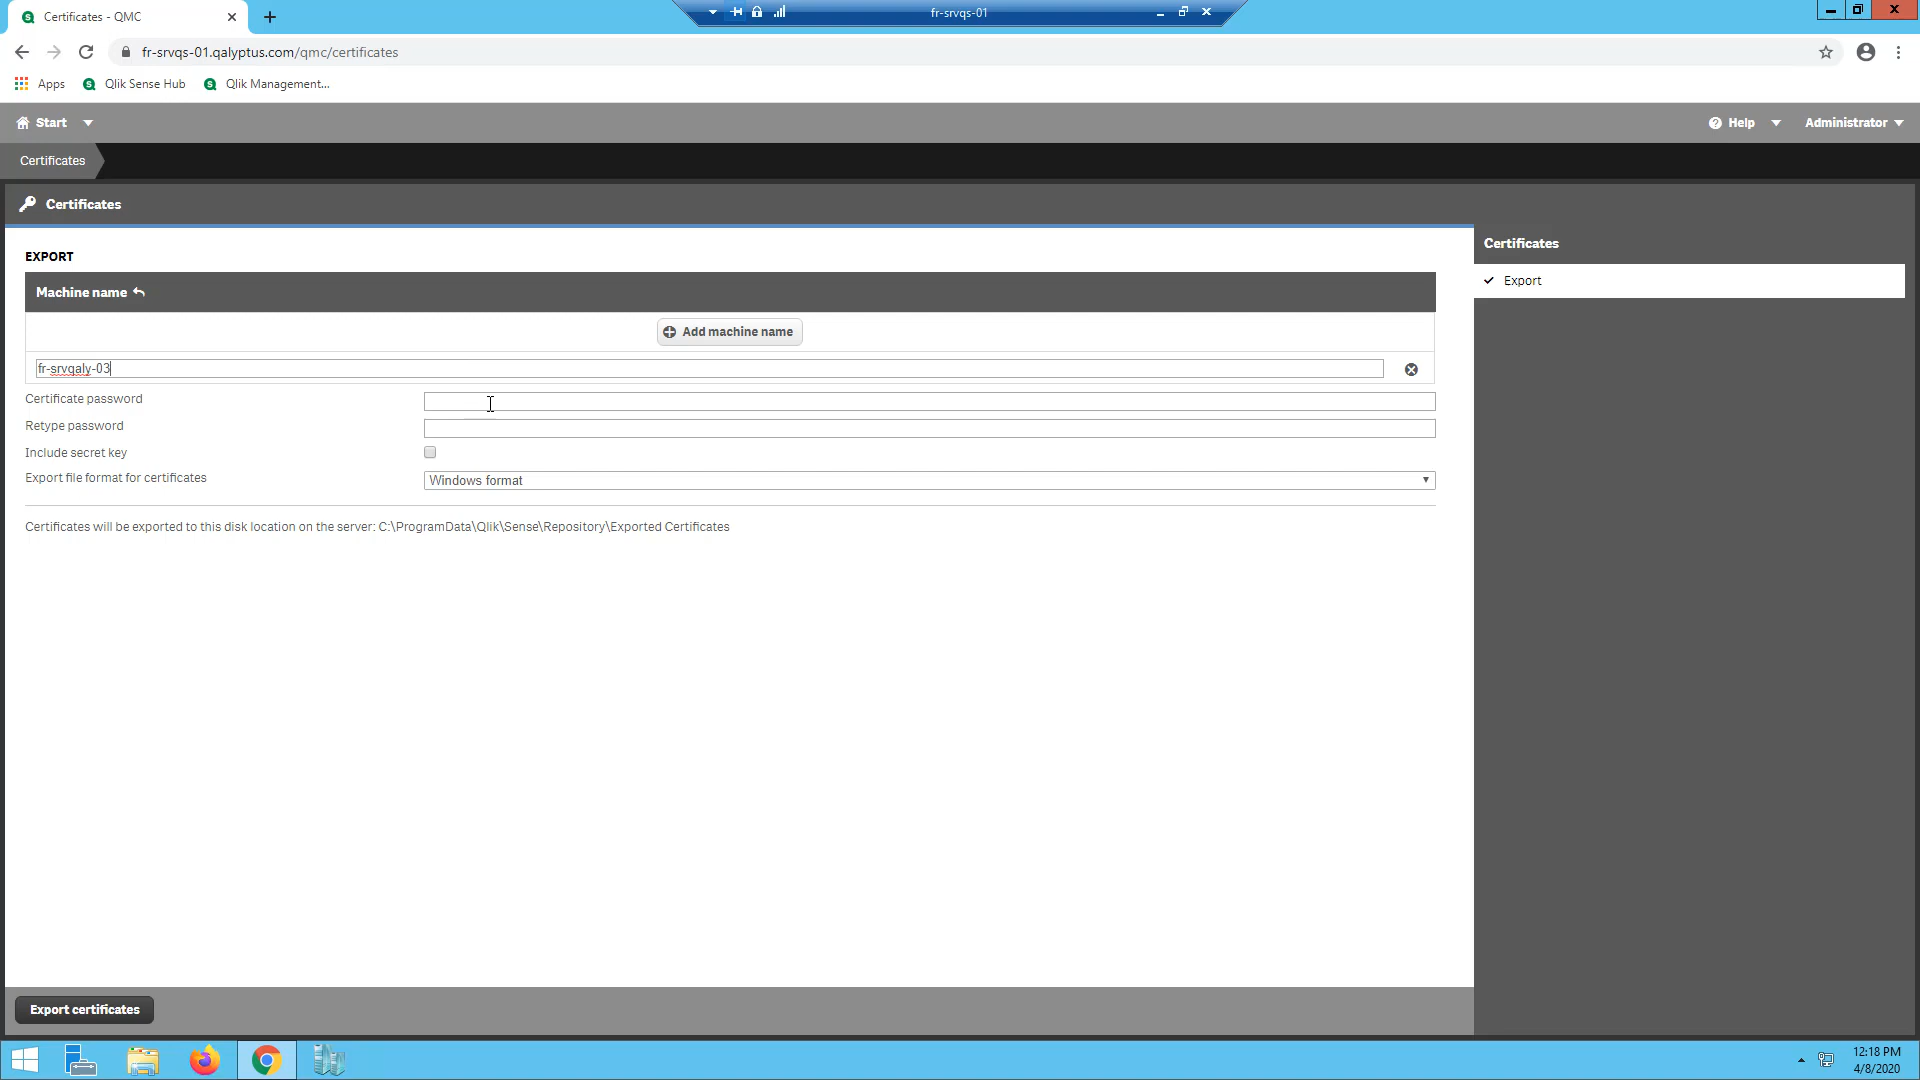 Certificates - QMC
fr-srvqs-01
fr-srvqs-01.qalyptus.com/qmc/certificates
Apps
Qlik Sense Hub
Qlik Management...
Start
Help
Administrator
Certificates
Certificates
EXPORT
Certificates
Export
Machine name
Add machine name
fr-srvqaly-03
Certificate password
Retype password
Include secret key
Export file format for certificates
Windows format
Certificates will be exported to this disk location on the server: C:\ProgramData\Qlik\Sense\Repository\Exported Certificates
Export certificates
12:18 PM
4/8/2020